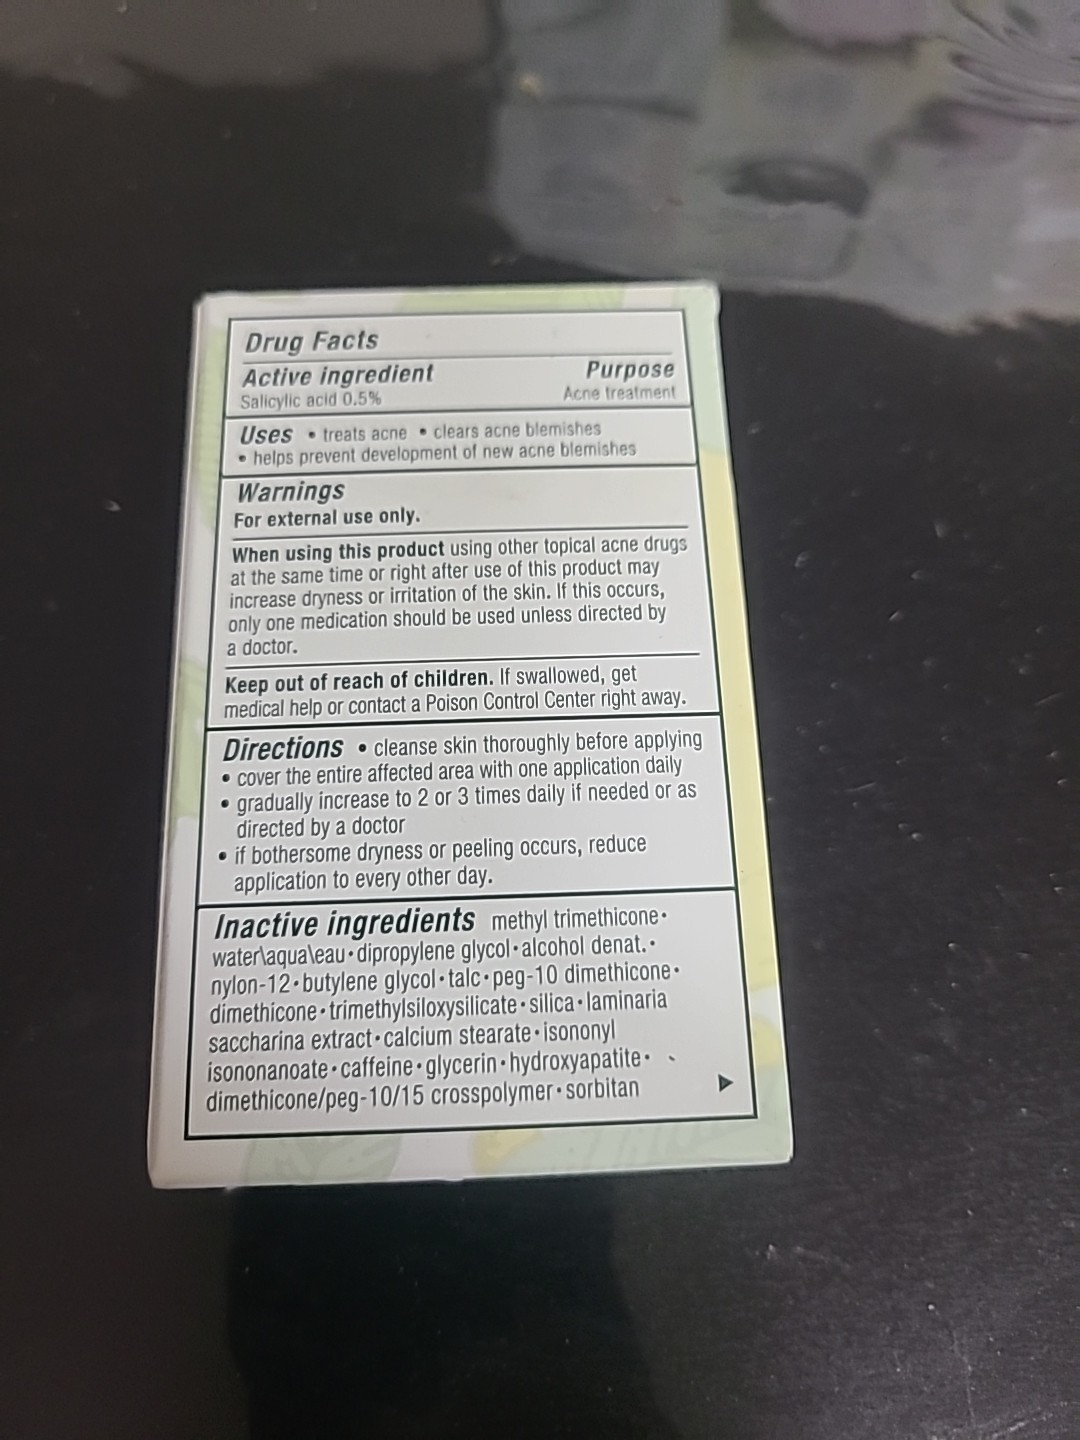 Drug Facts
Active ingredient Purpose
Salicylic acid 0.5% Acne treatment
Uses • treats acne • clears acne blemishes
• helps prevent development of new acne blemishes
Warnings
For external use only.
When using this product using other topical acne drugs
at the same time or right after use of this product may
increase dryness or irritation of the skin. If this occurs,
only one medication should be used unless directed by
a doctor.
Keep out of reach of children. If swallowed, get
medical help or contact a Poison Control Center right away.
Directions • cleanse skin thoroughly before applying
• cover the entire affected area with one application daily
• gradually increase to 2 or 3 times daily if needed or as
directed by a doctor
• if bothersome dryness or peeling occurs, reduce
application to every other day.
Inactive ingredients methyl trimethicone•
water\aqua\eau•dipropylene glycol•alcohol denat.•
nylon-12•butylene glycol•talc•peg-10 dimethicone•
dimethicone•trimethylsiloxysilicate•silica•laminaria
saccharina extract•calcium stearate•isononyl
isononanoate•caffeine•glycerin•hydroxyapatite•
dimethicone/peg-10/15 crosspolymer•sorbitan